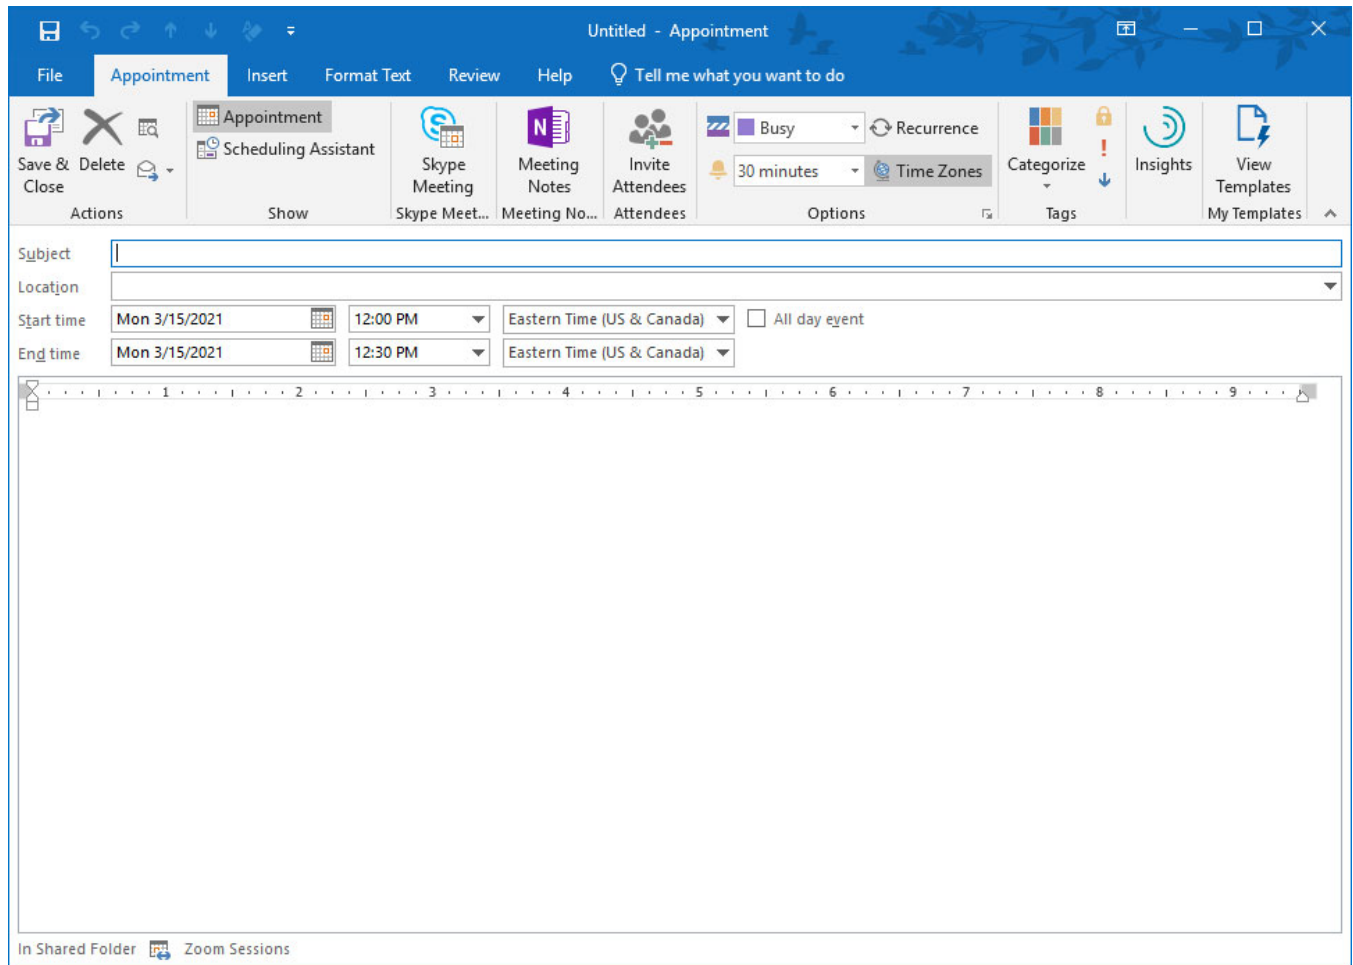 Untitled - Appointment
File Appointment Insert Format Text Review Help Tell me what you want to do
Save & Close
Delete
Actions
Appointment
Scheduling Assistant
Show
Skype Meeting
Skype Meet...
Meeting Notes
Meeting No...
Invite Attendees
Attendees
Busy
Recurrence
30 minutes
Time Zones
Options
Categorize
Tags
Insights
View Templates
My Templates
Subject
Location
Start time Mon 3/15/2021 12:00 PM Eastern Time (US & Canada) All day event
End time Mon 3/15/2021 12:30 PM Eastern Time (US & Canada)
1 2 3 4 5 6 7 8 9
In Shared Folder Zoom Sessions